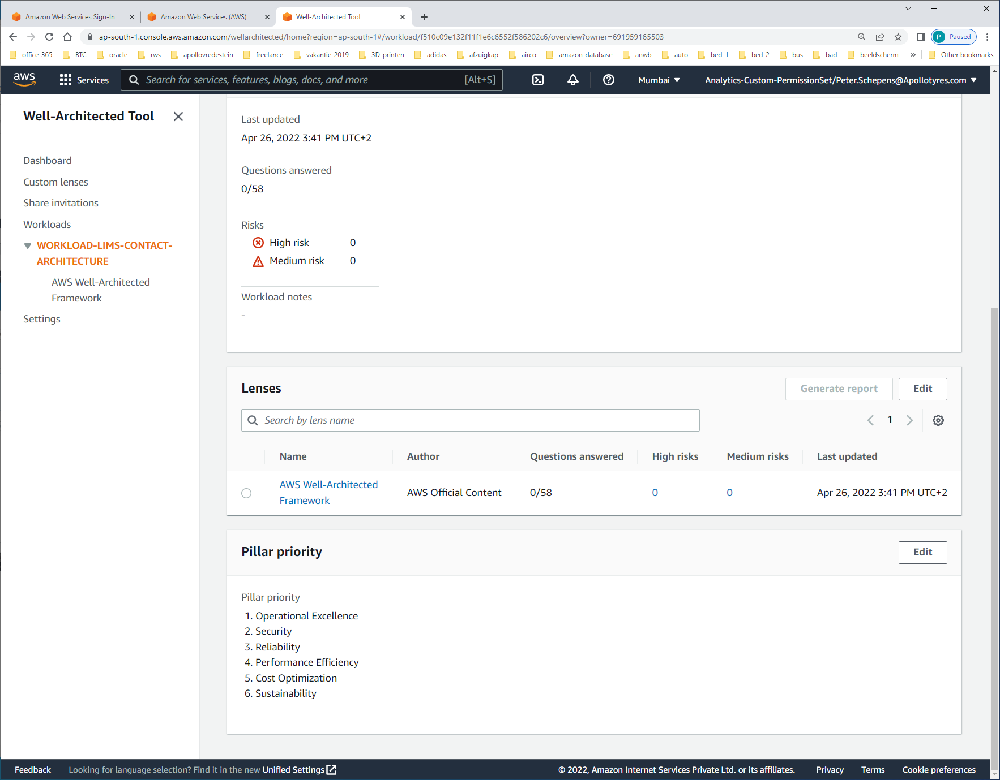 Amazon Web Services Sign-In
Amazon Web Services (AWS)
Well-Architected Tool
ap-south-1.console.aws.amazon.com/wellarchitected/home?region=ap-south-1#/workload/f510c09e132f11f1e6c6552f586202c6/overview?owner=691959165503
P Paused
office-365 BTC oracle rws apollovredestein freelance vakantie-2019 3D-printen adidas afzuigkap airco amazon-database anwb auto bed-1 bed-2 bus bad beeldscherm » Other bookmarks
aws Services Search for services, features, blogs, docs, and more [Alt+S] Mumbai Analytics-Custom-PermissionSet/Peter.Schepens@Apollotyres.com
Well-Architected Tool
Dashboard
Custom lenses
Share invitations
Workloads
WORKLOAD-LIMS-CONTACT-
ARCHITECTURE
AWS Well-Architected
Framework
Settings
Last updated
Apr 26, 2022 3:41 PM UTC+2
Questions answered
0/58
Risks
High risk 0
Medium risk 0
Workload notes
-
Lenses
Generate report Edit
Search by lens name
1
Name Author Questions answered High risks Medium risks Last updated
AWS Well-Architected
Framework
AWS Official Content 0/58 0 0 Apr 26, 2022 3:41 PM UTC+2
Pillar priority
Edit
Pillar priority
1. Operational Excellence
2. Security
3. Reliability
4. Performance Efficiency
5. Cost Optimization
6. Sustainability
Feedback Looking for language selection? Find it in the new Unified Settings © 2022, Amazon Internet Services Private Ltd. or its affiliates. Privacy Terms Cookie preferences